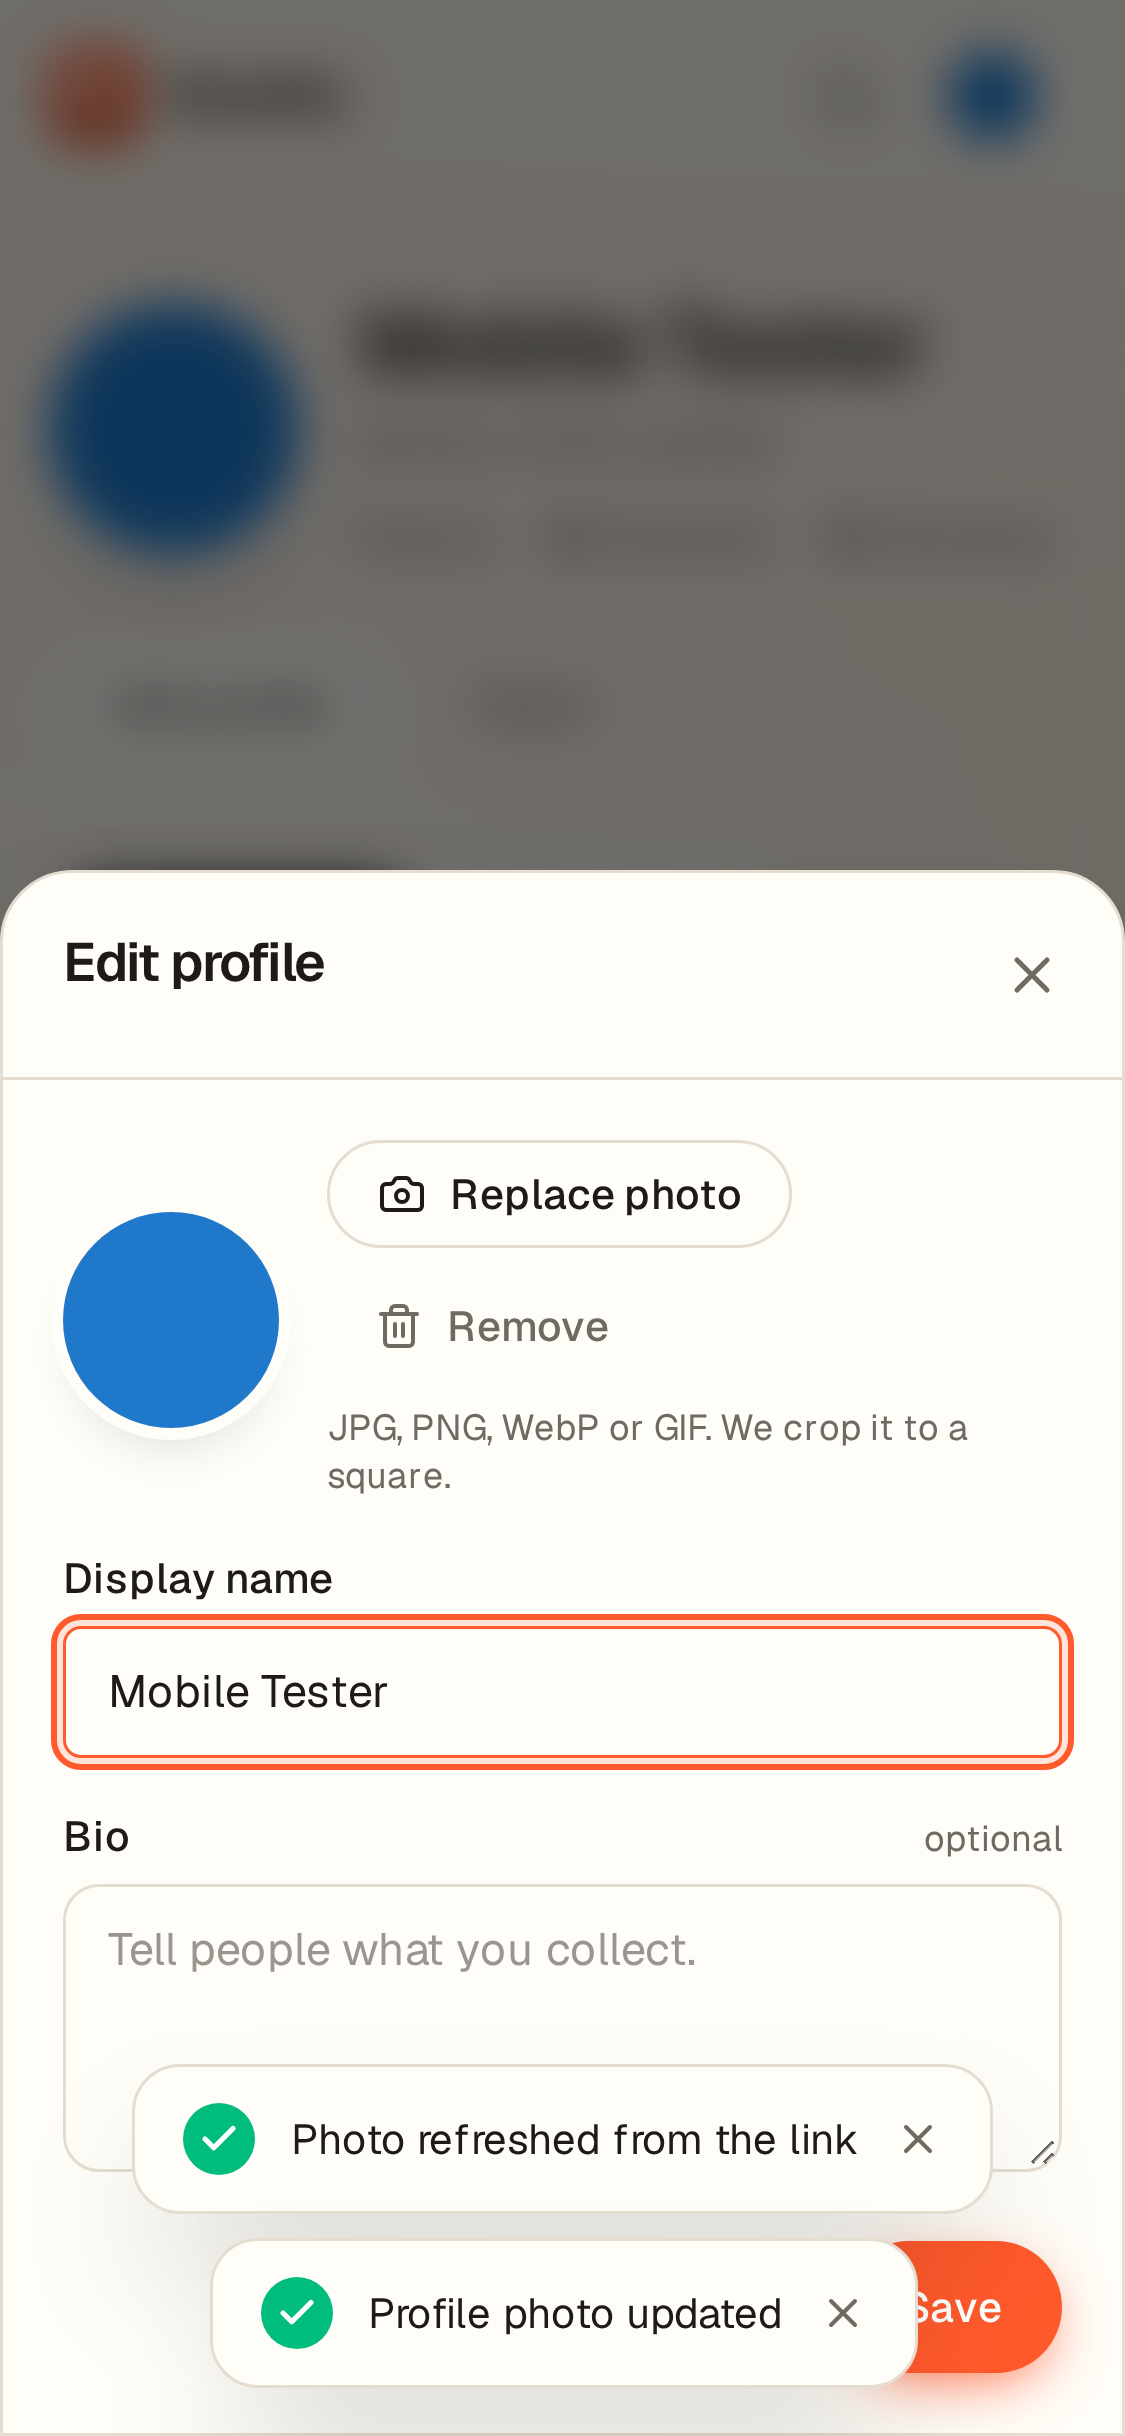 Edit profile
Replace photo
Remove
JPG, PNG, WebP or GIF. We crop it to a
square.
Display name
Mobile Tester
Bio
optional
Tell people what you collect.
Photo refreshed from the link
Profile photo updated
Save